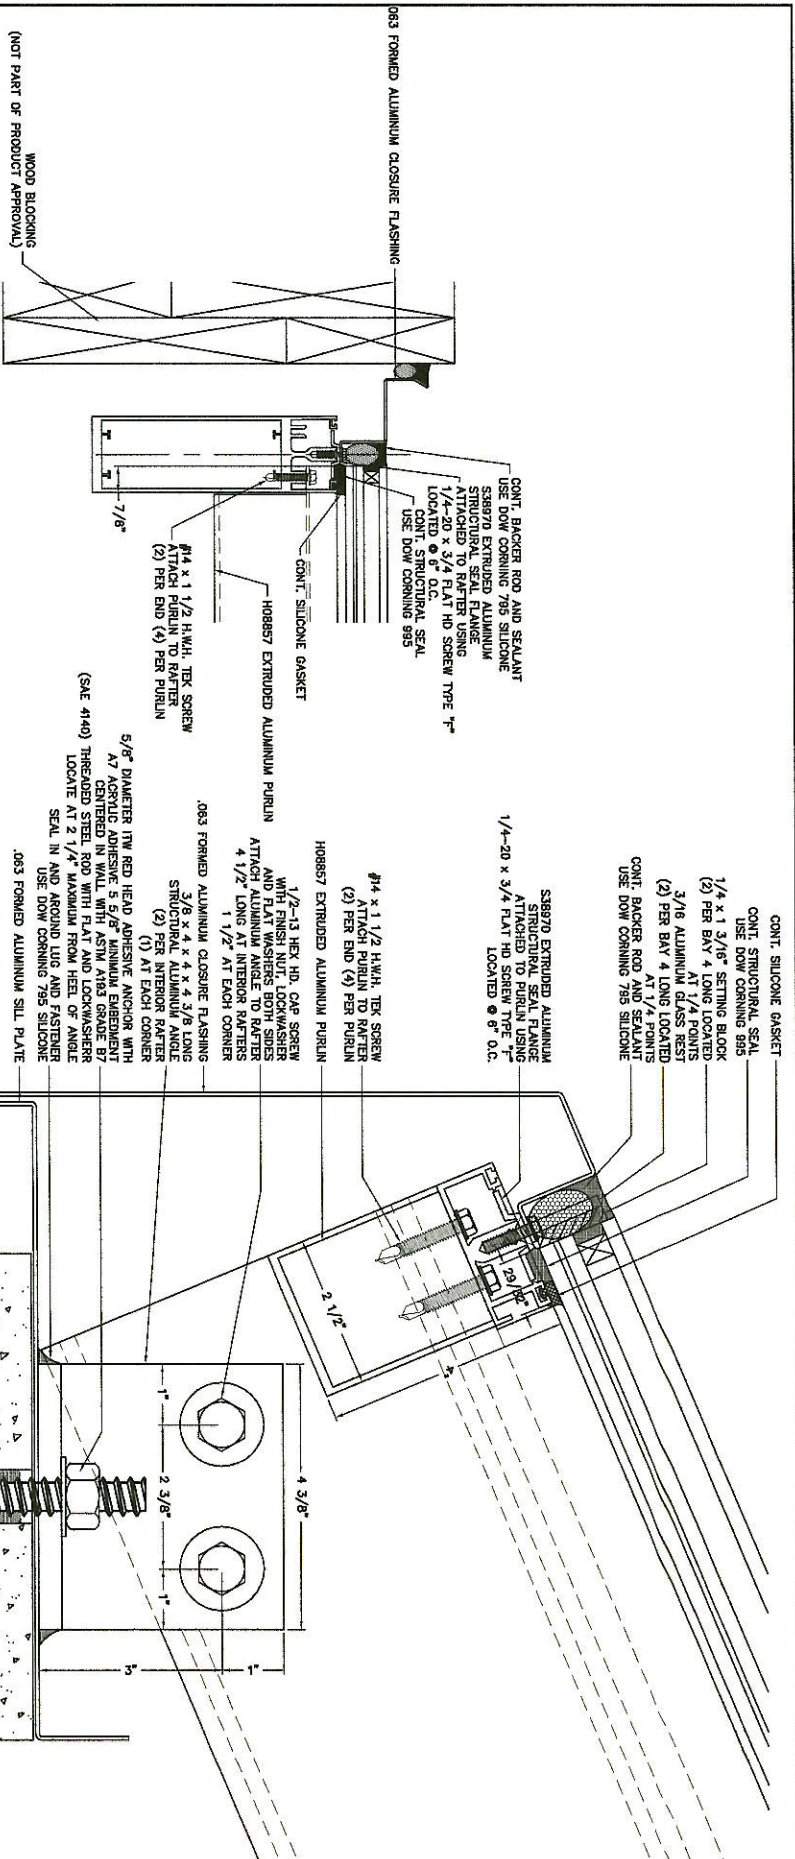 .063 FORMED ALUMINUM CLOSURE FLASHING
WOOD BLOCKING
(NOT PART OF PRODUCT APPROVAL)
CONT. BACKER ROD AND SEALANT
USE DOW CORNING 795 SILICONE
S38970 EXTRUDED ALUMINUM
STRUCTURAL SEAL FLANGE
ATTACHED TO RAFTER USING
1/4-20 x 3/4 FLAT HD SCREW TYPE "F"
LOCATED @ 6" O.C.
CONT. STRUCTURAL SEAL
USE DOW CORNING 995
CONT. SILICONE GASKET
H08857 EXTRUDED ALUMINUM PURLIN
#14 x 1 1/2 H.W.H. TEK SCREW
ATTACH PURLIN TO RAFTER
(2) PER END (4) PER PURLIN
7/8"
CONT. SILICONE GASKET
CONT. STRUCTURAL SEAL
USE DOW CORNING 995
1/4 x 1 3/16" SETTING BLOCK
(2) PER BAY 4 LONG LOCATED
AT 1/4 POINTS
3/16 ALUMINUM GLASS REST
(2) PER BAY 4 LONG LOCATED
AT 1/4 POINTS
CONT. BACKER ROD AND SEALANT
USE DOW CORNING 795 SILICONE
S38970 EXTRUDED ALUMINUM
STRUCTURAL SEAL FLANGE
ATTACHED TO PURLIN USING
1/4-20 x 3/4 FLAT HD SCREW TYPE "F"
LOCATED @ 6" O.C.
#14 x 1 1/2 H.W.H. TEK SCREW
ATTACH PURLIN TO RAFTER
(2) PER END (4) PER PURLIN
H08857 EXTRUDED ALUMINUM PURLIN
1/2-13 HEX HD. CAP SCREW
WITH FINISH NUT, LOCKWASHER
AND FLAT WASHERS BOTH SIDES
ATTACH ALUMINUM ANGLE TO RAFTER
4 1/2" LONG AT INTERIOR RAFTERS
1 1/2" AT EACH CORNER
.063 FORMED ALUMINUM CLOSURE FLASHING
3/8 x 4 x 4 x 4 3/8 LONG
STRUCTURAL ALUMINUM ANGLE
(2) PER INTERIOR RAFTER
(1) AT EACH CORNER
5/8" DIAMETER ITW RED HEAD ADHESIVE ANCHOR WITH
A7 ACRYLIC ADHESIVE 5 5/8" MINIMUM EMBEDMENT
CENTERED IN WALL WITH ASTM A193 GRADE B7
(SAE 4140) THREADED STEEL ROD WITH FLAT AND LOCKWASHERR
LOCATE AT 2 1/4" MAXIMUM FROM HEEL OF ANGLE
SEAL IN AND AROUND LUG AND FASTENER
USE DOW CORNING 795 SILICONE
.063 FORMED ALUMINUM SILL PLATE
29/32"
2 1/2"
4"
4 3/8"
1"
2 3/8"
1"
3"
1"